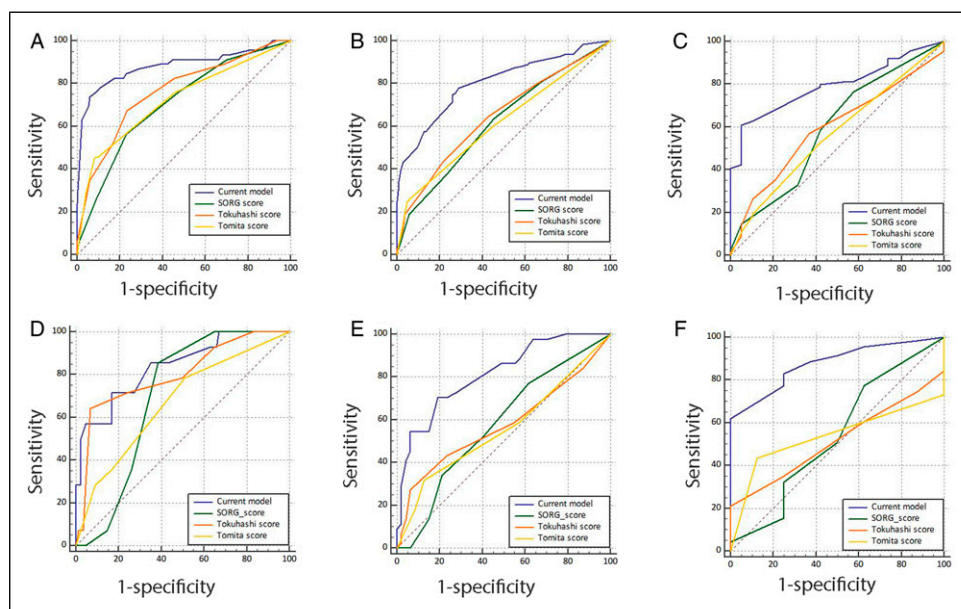 A
Sensitivity
100
80
60
40
20
0
0 20 40 60 80 100
1-specificity
Current model
SORG score
Tokuhashi score
Tomita score
B
Sensitivity
100
80
60
40
20
0
0 20 40 60 80 100
1-specificity
Current model
SORG score
Tokuhashi score
Tomita score
C
Sensitivity
100
80
60
40
20
0
0 20 40 60 80 100
1-specificity
Current model
SORG score
Tokuhashi score
Tomita score
D
Sensitivity
100
80
60
40
20
0
0 20 40 60 80 100
1-specificity
Current model
SORG_score
Tokuhashi score
Tomita score
E
Sensitivity
100
80
60
40
20
0
0 20 40 60 80 100
1-specificity
Current model
SORG_score
Tokuhashi score
Tomita score
F
Sensitivity
100
80
60
40
20
0
0 20 40 60 80 100
1-specificity
Current model
SORG_score
Tokuhashi score
Tomita score